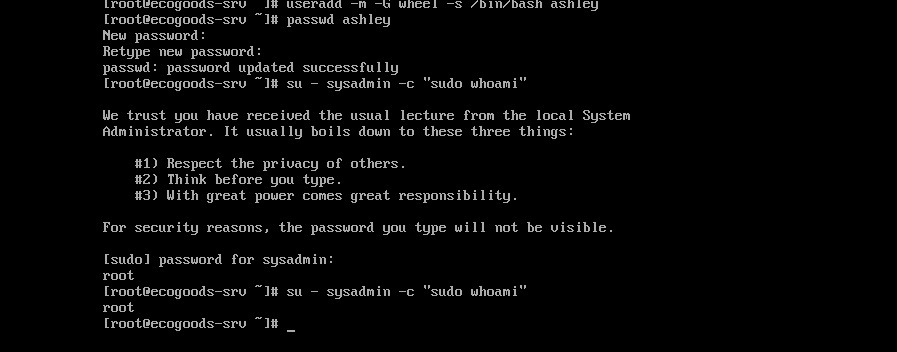 [root@ecogoods-srv ~]# useradd -m -G wheel -s /bin/bash ashley
[root@ecogoods-srv ~]# passwd ashley
New password:
Retype new password:
passwd: password updated successfully
[root@ecogoods-srv ~]# su - sysadmin -c "sudo whoami"
We trust you have received the usual lecture from the local System
Administrator. It usually boils down to these three things:
#1) Respect the privacy of others.
#2) Think before you type.
#3) With great power comes great responsibility.
For security reasons, the password you type will not be visible.
[sudo] password for sysadmin:
root
[root@ecogoods-srv ~]# su - sysadmin -c "sudo whoami"
root
[root@ecogoods-srv ~]# _